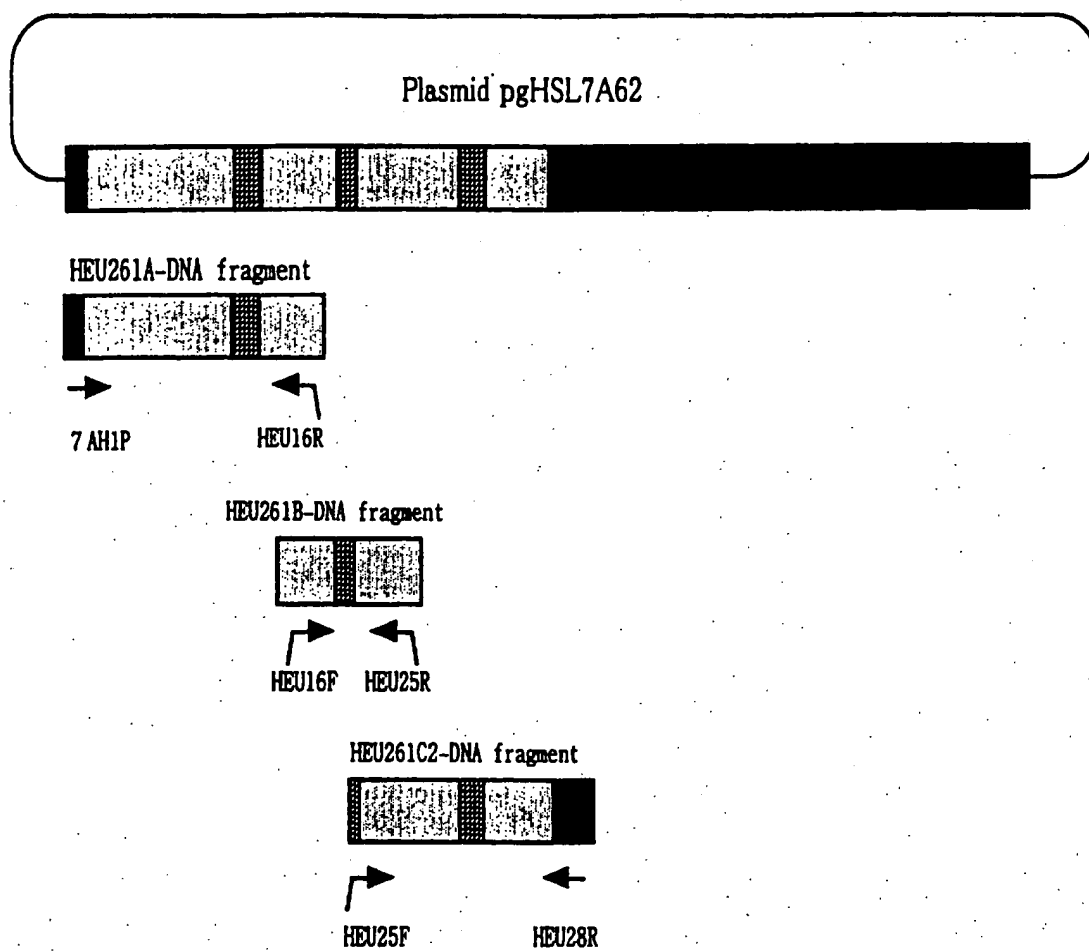 Plasmid pgHSL7A62
HEU261A-DNA fragment
7 AH1P
HEU16R
HEU261B-DNA fragment
HEU16F
HEU25R
HEU261C2-DNA fragment
HEU25F
HEU28R